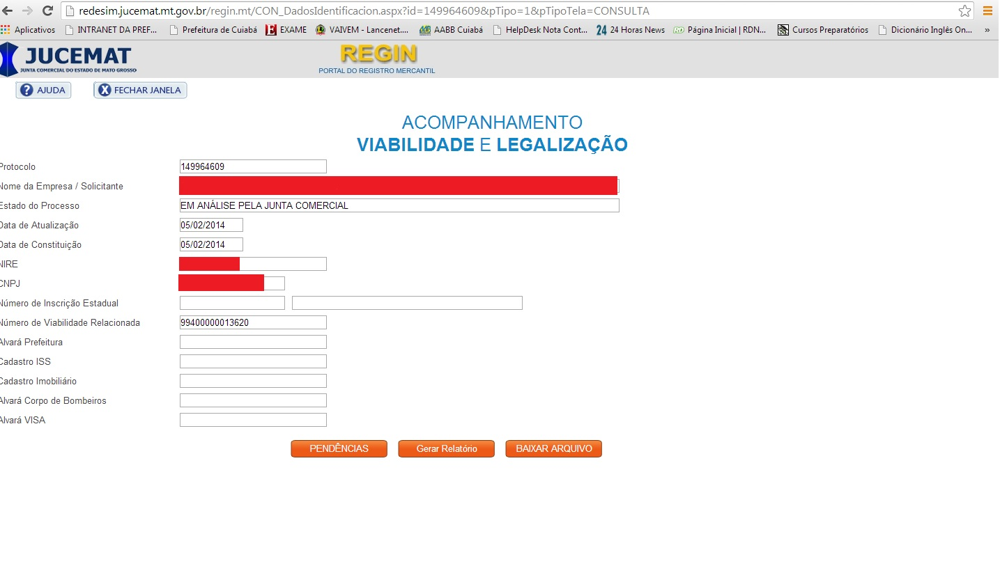 redesim.jucemat.mt.gov.br/regin.mt/CON_DadosIdentificacion.aspx?id=149964609&pTipo=1&pTipoTela=CONSULTA
Aplicativos INTRANET DA PREF... Prefeitura de Cuiabá EXAME VAIVEM - Lancenet.... AABB Cuiabá HelpDesk Nota Cont... 24 24 Horas News RD Página Inicial | RDN... Cursos Preparatórios Dicionário Inglês On... »
JUCEMAT
JUNTA COMERCIAL DO ESTADO DE MATO GROSSO
REGIN
PORTAL DO REGISTRO MERCANTIL
? AJUDA X FECHAR JANELA
ACOMPANHAMENTO
VIABILIDADE E LEGALIZAÇÃO
Protocolo 149964609
Nome da Empresa / Solicitante
Estado do Processo EM ANÁLISE PELA JUNTA COMERCIAL
Data de Atualização 05/02/2014
Data de Constituição 05/02/2014
NIRE
CNPJ
Número de Inscrição Estadual
Número de Viabilidade Relacionada 99400000013620
Alvará Prefeitura
Cadastro ISS
Cadastro Imobiliário
Alvará Corpo de Bombeiros
Alvará VISA
PENDÊNCIAS Gerar Relatório BAIXAR ARQUIVO